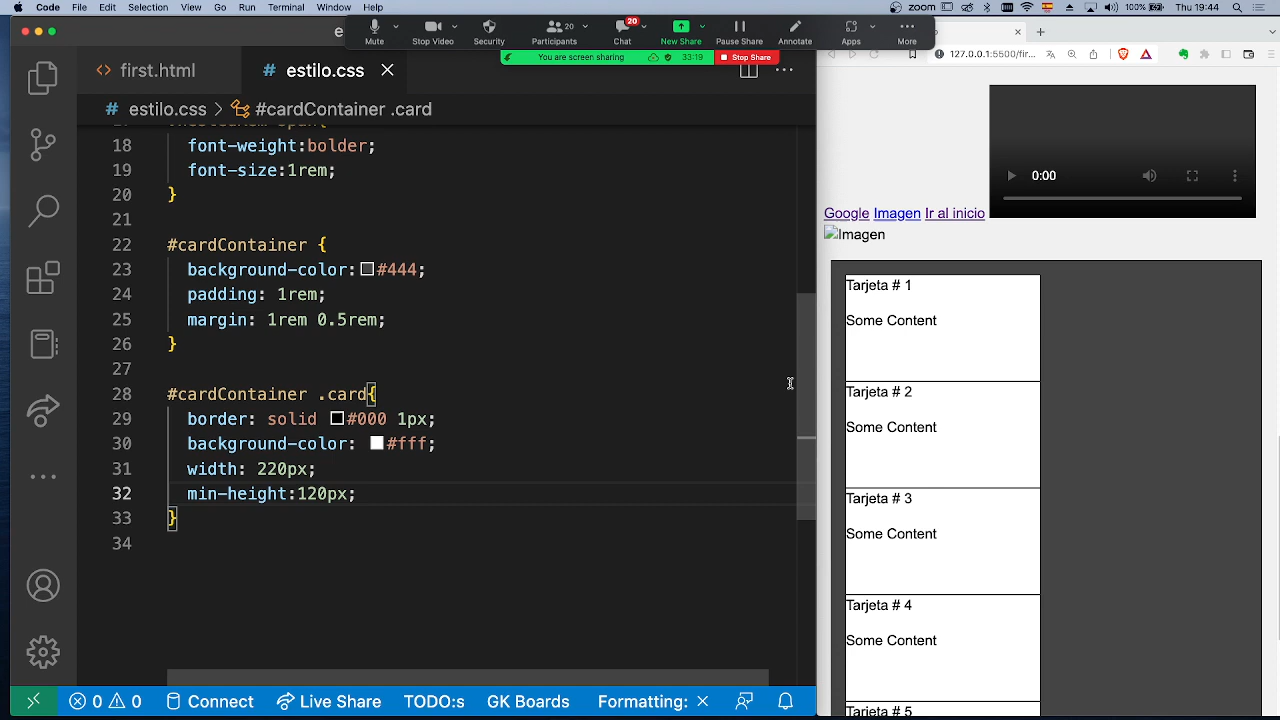 Code File Edit Selection View Go Run Terminal Window Help
zoom 100% Thu 19:44
Mute Stop Video Security Participants 20 Chat 20 New Share Pause Share Annotate Apps More
You are screen sharing 33:19 Stop Share
127.0.0.1:5500/fir...
<> first.html # estilo.css
# estilo.css > #cardContainer .card
18 font-weight:bolder;
19 font-size:1rem;
20 }
21
22 #cardContainer {
23 background-color: #444;
24 padding: 1rem;
25 margin: 1rem 0.5rem;
26 }
27
28 #cardContainer .card{
29 border: solid #000 1px;
30 background-color: #fff;
31 width: 220px;
32 min-height:120px;
33 }
34
0 0 Connect Live Share TODO:s GK Boards Formatting:
0:00
Google Imagen Ir al inicio
Imagen
Tarjeta # 1
Some Content
Tarjeta # 2
Some Content
Tarjeta # 3
Some Content
Tarjeta # 4
Some Content
Tarjeta # 5